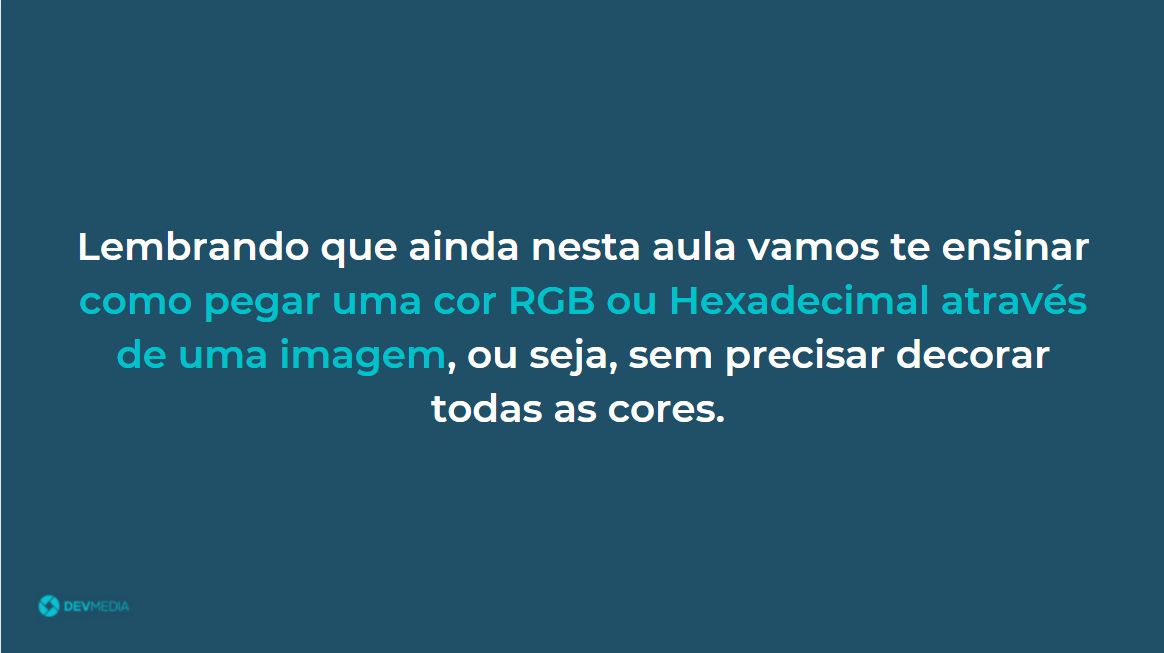 Lembrando que ainda nesta aula vamos te ensinar
como pegar uma cor RGB ou Hexadecimal através
de uma imagem, ou seja, sem precisar decorar
todas as cores.
DEVMEDIA